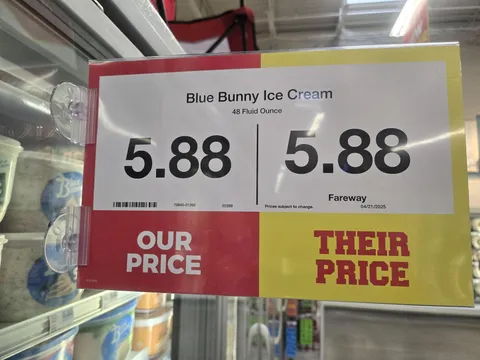 Blue Bunny Ice Cream
48 Fluid Ounce
5.88
5.88
Fareway
Prices subject to change.
04/21/2025
OUR
PRICE
THEIR
PRICE